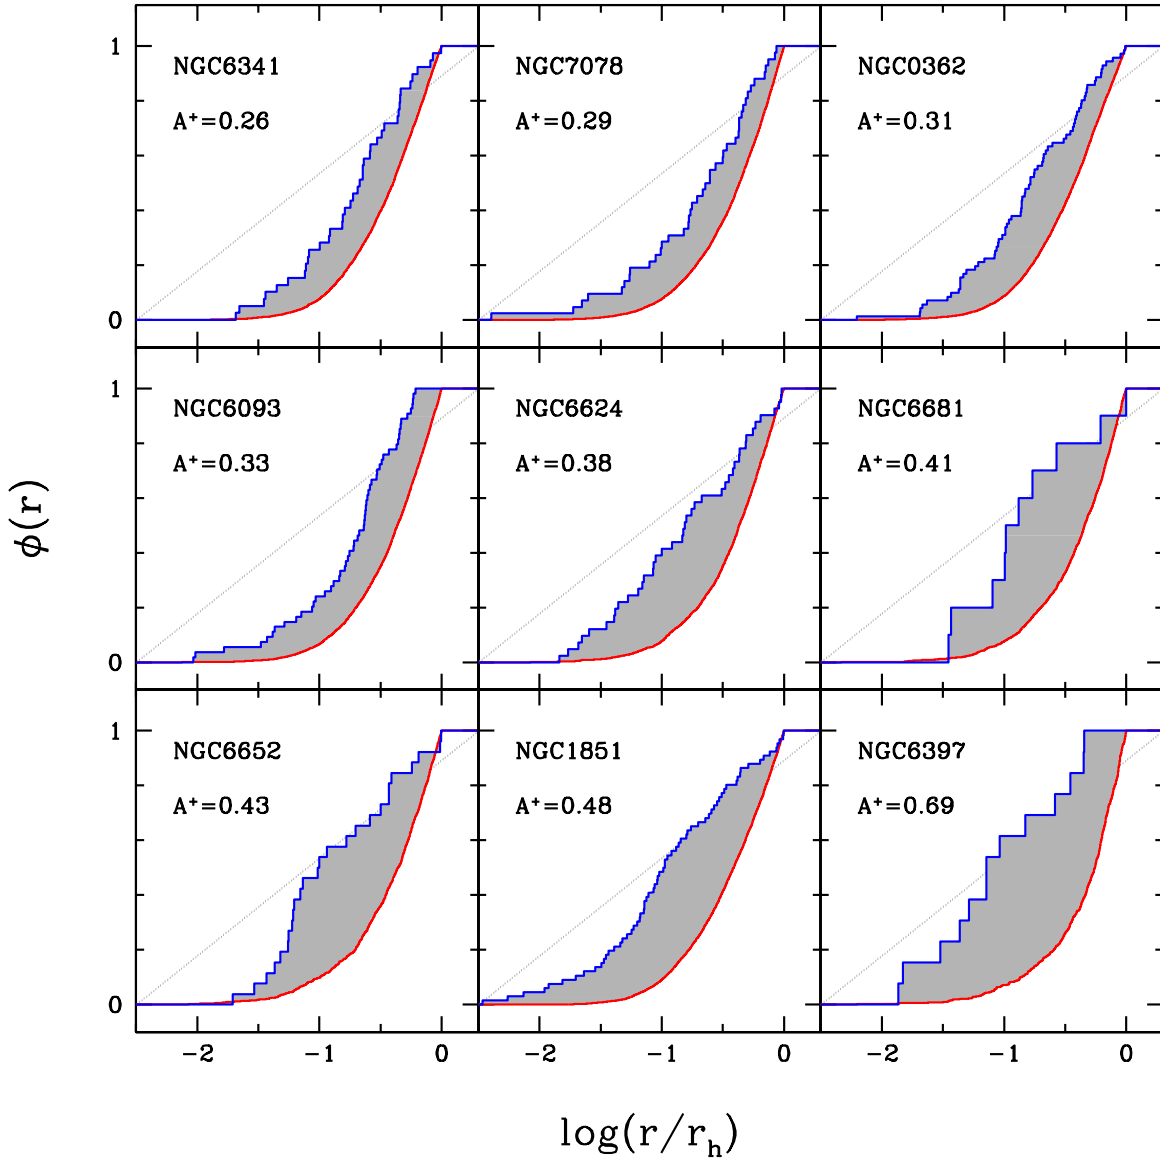 NGC6341 NGC7078 NGC0362
1
A+=0.26 A+=0.29 A+=0.31
0
NGC6093 NGC6624 NGC6681
1
A+=0.33 A+=0.38 A+=0.41
0
NGC6652 NGC1851 NGC6397
1
A+=0.43 A+=0.48 A+=0.69
0
-2 -1 0 -2 -1 0 -2 -1 0
ϕ(r)
log(r/r_h)